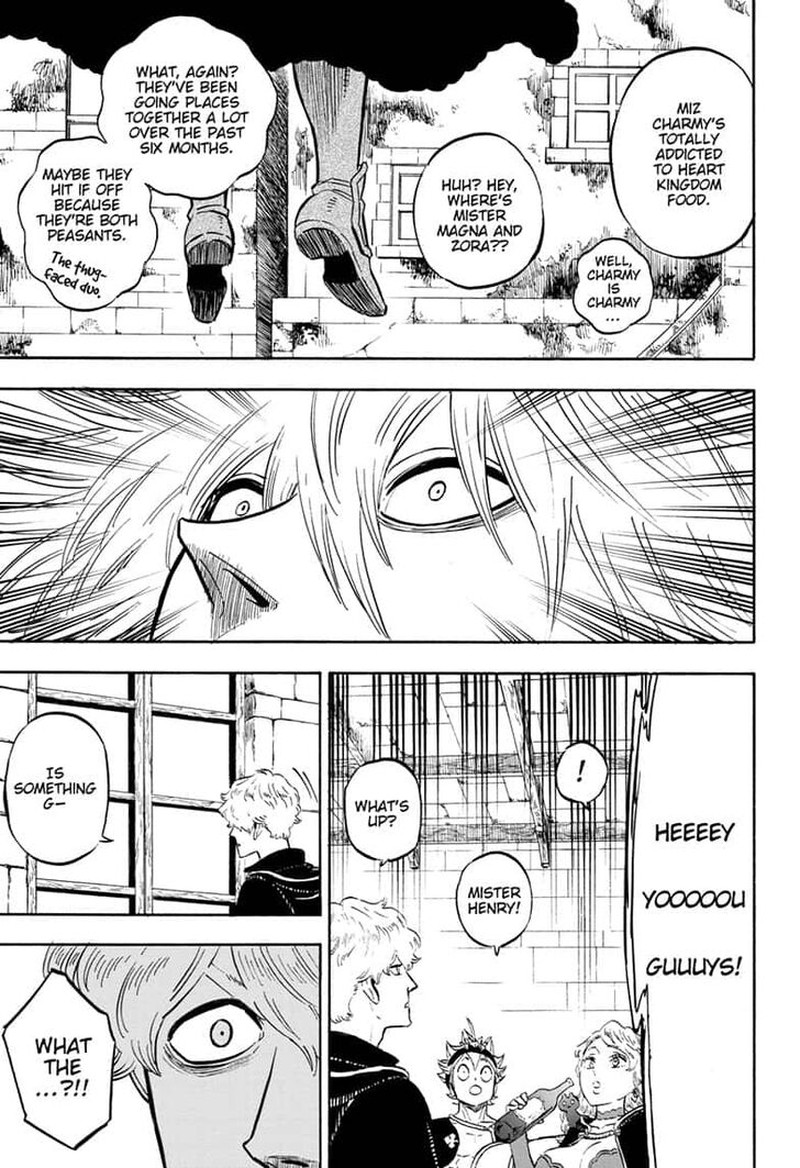 MIZ
CHARMY'S
TOTALLY
ADDICTED
TO HEART
KINGDOM
FOOD.
WELL,
CHARMY
IS
CHARMY
...
HUH? HEY,
WHERE'S
MISTER
MAGNA AND
ZORA??
WHAT, AGAIN?
THEY'VE BEEN
GOING PLACES
TOGETHER A LOT
OVER THE PAST
SIX MONTHS.
MAYBE THEY
HIT IF OFF
BECAUSE
THEY'RE BOTH
PEASANTS.
The thug-
faced duo.
HEEEEY
YOOOOOU
GUUUYS!
!
MISTER
HENRY!
WHAT'S
UP?
IS
SOMETHING
G—
WHAT
THE
...?!!